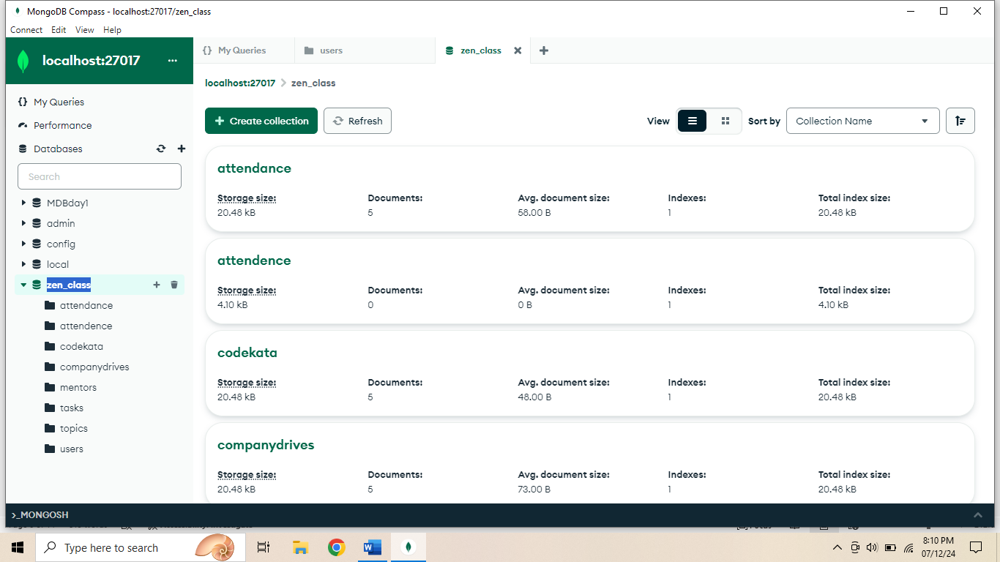 MongoDB Compass - localhost:27017/zen_class
Connect Edit View Help
localhost:27017 ...
My Queries
Performance
Databases
Search
MDBday1
admin
config
local
zen_class
attendance
attendence
codekata
companydrives
mentors
tasks
topics
users
{} My Queries users zen_class
localhost:27017 zen_class
Create collection Refresh View Sort by Collection Name
attendance
Storage size: Documents: Avg. document size: Indexes: Total index size:
20.48 kB 5 58.00 B 1 20.48 kB
attendence
Storage size: Documents: Avg. document size: Indexes: Total index size:
4.10 kB 0 0 B 1 4.10 kB
codekata
Storage size: Documents: Avg. document size: Indexes: Total index size:
20.48 kB 5 48.00 B 1 20.48 kB
companydrives
Storage size: Documents: Avg. document size: Indexes: Total index size:
20.48 kB 5 73.00 B 1 20.48 kB
>_MONGOSH
Type here to search
8:10 PM
07/12/24